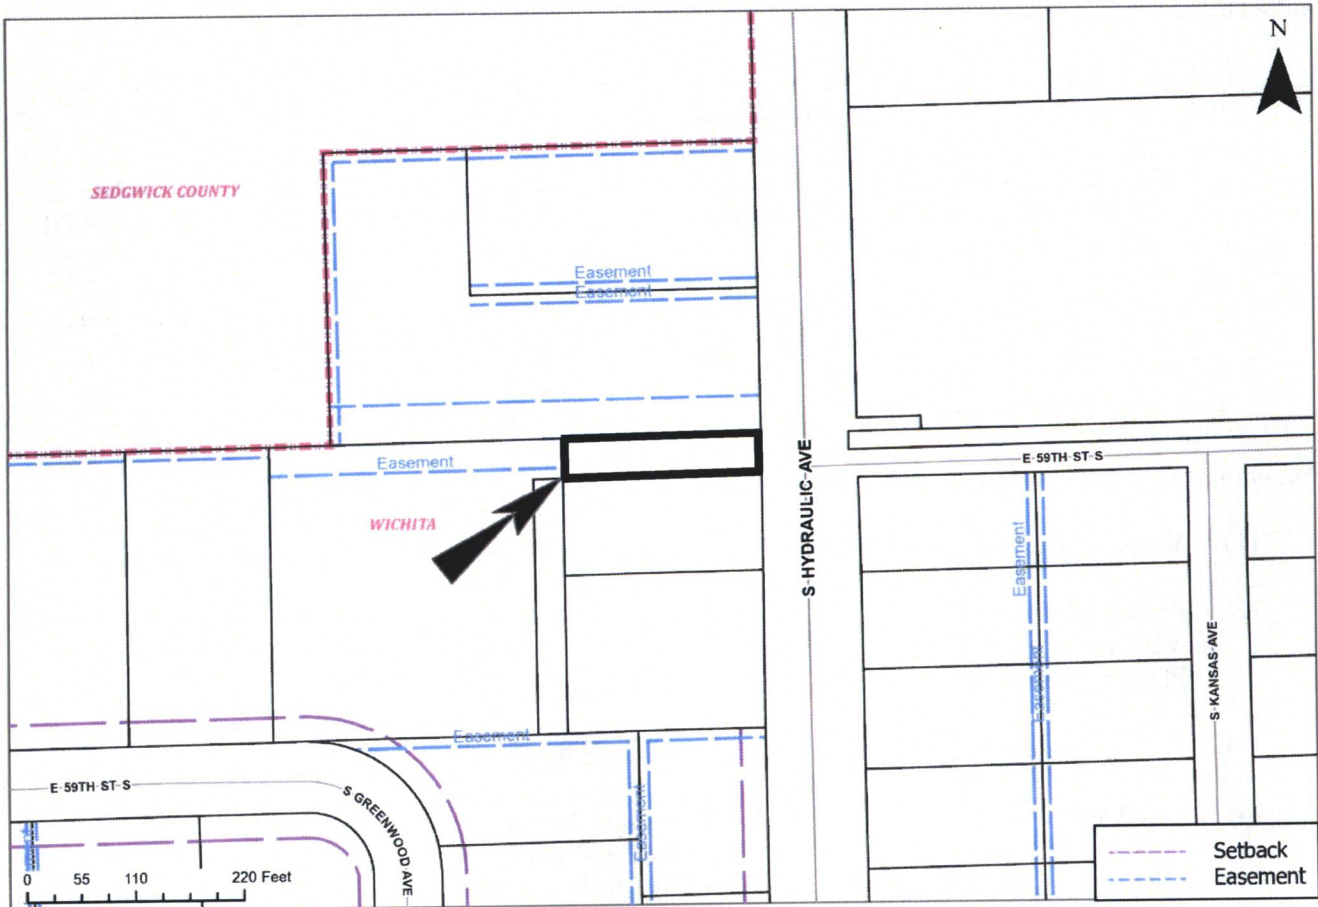 N
SEDGWICK COUNTY
Easement
Easement
S HYDRAULIC AVE
E 59TH ST S
Easement
WICHITA
Easement
S KANSAS AVE
Easement
Easement
E 59TH ST S
S GREENWOOD AVE
Easement
0 55 110 220 Feet
Setback
Easement